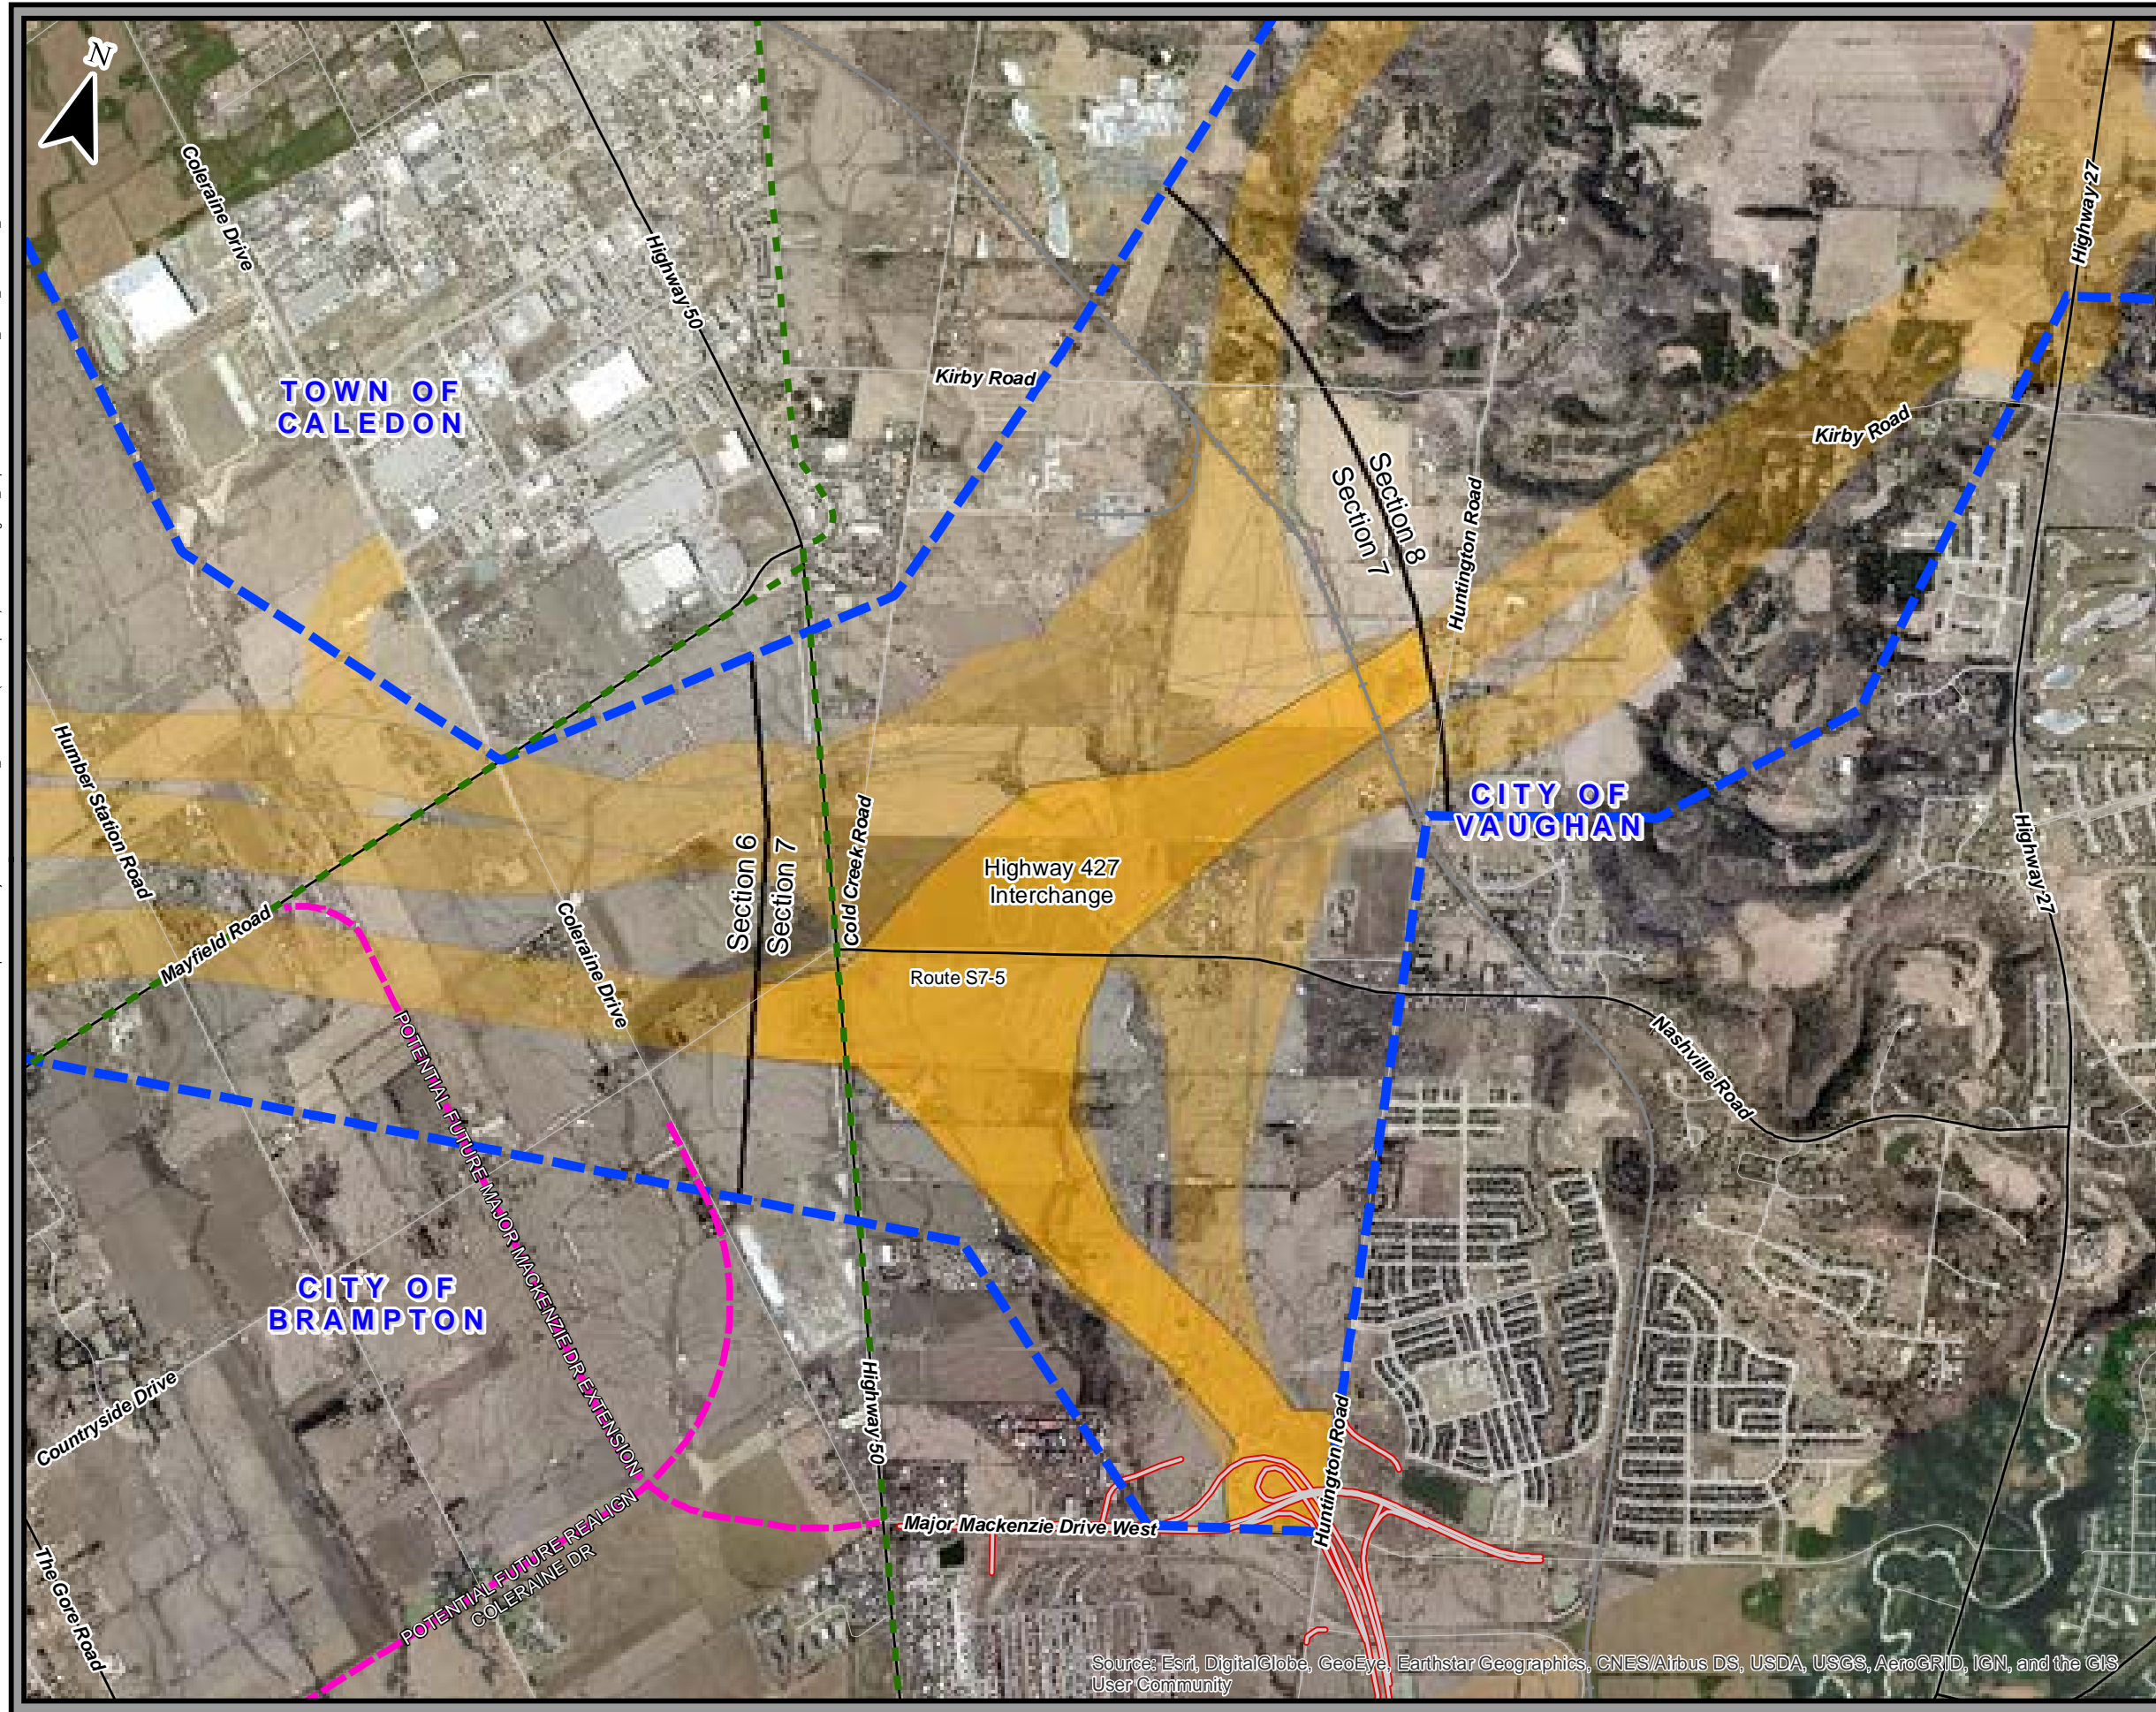 N
Coleraine Drive
Highway 50
Highway 27
TOWN OF
CALEDON
Kirby Road
Kirby Road
Section 8
Section 7
Huntington Road
Humber Station Road
CITY OF
VAUGHAN
Cold Creek Road
Section 6
Section 7
Highway 427
Interchange
Highway 27
Mayfield Road
Coleraine Drive
Route S7-5
Nashville Road
POTENTIAL FUTURE MAJOR MACKENZIE DR EXTENSION
CITY OF
BRAMPTON
Countryside Drive
Highway 50
Huntington Road
Major Mackenzie Drive West
POTENTIAL FUTURE REALIGN
COLERAINE DR
The Gore Road
Source: Esri, DigitalGlobe, GeoEye, Earthstar Geographics, CNES/Airbus DS, USDA, USGS, AeroGRID, IGN, and the GIS
User Community